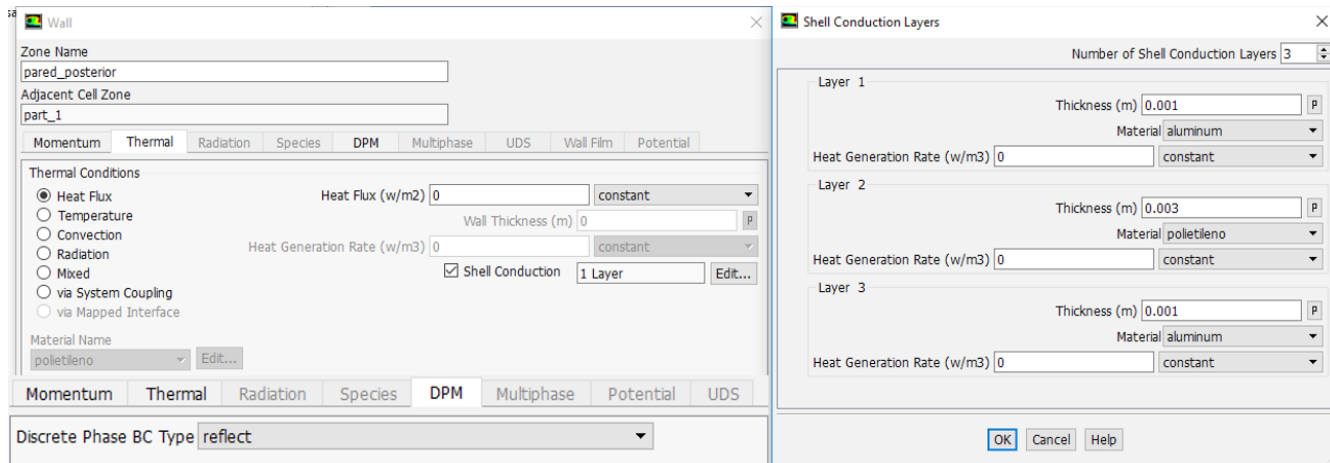 Wall
Zone Name
pared_posterior
Adjacent Cell Zone
part_1
Momentum Thermal Radiation Species DPM Multiphase UDS Wall Film Potential
Thermal Conditions
Heat Flux
Temperature
Convection
Radiation
Mixed
via System Coupling
via Mapped Interface
Heat Flux (w/m2) 0 constant
Wall Thickness (m) 0 P
Heat Generation Rate (w/m3) 0 constant
Shell Conduction 1 Layer Edit...
Material Name
polietileno Edit...
Momentum Thermal Radiation Species DPM Multiphase Potential UDS
Discrete Phase BC Type reflect
Shell Conduction Layers
Number of Shell Conduction Layers 3
Layer 1
Thickness (m) 0.001 P
Material aluminum
Heat Generation Rate (w/m3) 0 constant
Layer 2
Thickness (m) 0.003 P
Material polietileno
Heat Generation Rate (w/m3) 0 constant
Layer 3
Thickness (m) 0.001 P
Material aluminum
Heat Generation Rate (w/m3) 0 constant
OK Cancel Help